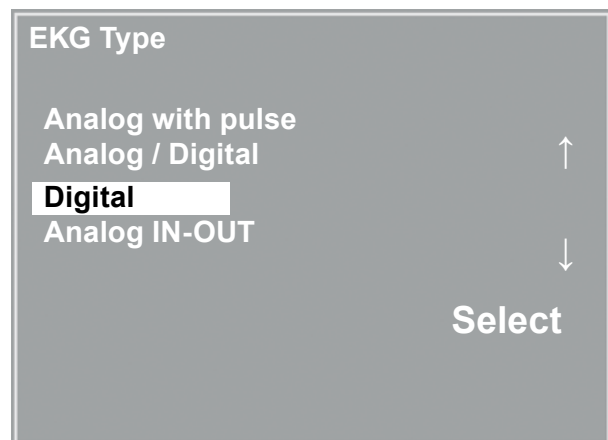 EKG Type
Analog with pulse
Analog / Digital
↑
Digital
Analog IN-OUT
↓
Select